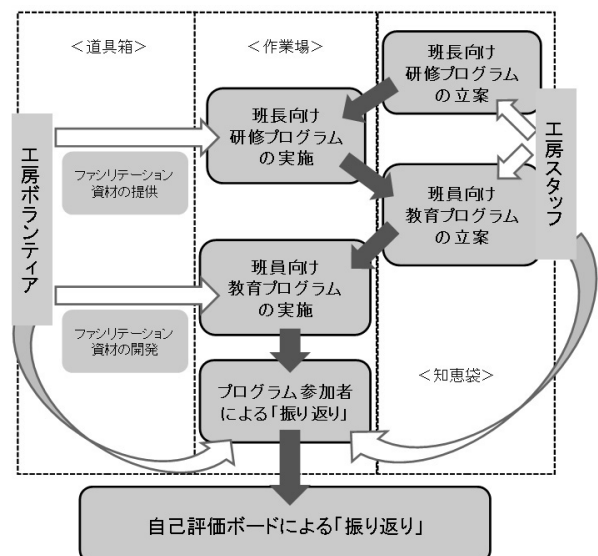 ＜道具箱＞
＜作業場＞
班長向け
研修プログラム
の立案
班長向け
研修プログラム
の実施
工房ボランティア
工房スタッフ
ファシリテーション
資材の提供
班員向け
教育プログラム
の立案
班員向け
教育プログラム
の実施
ファシリテーション
資材の開発
＜知恵袋＞
プログラム参加者
による「振り返り」
自己評価ボードによる「振り返り」